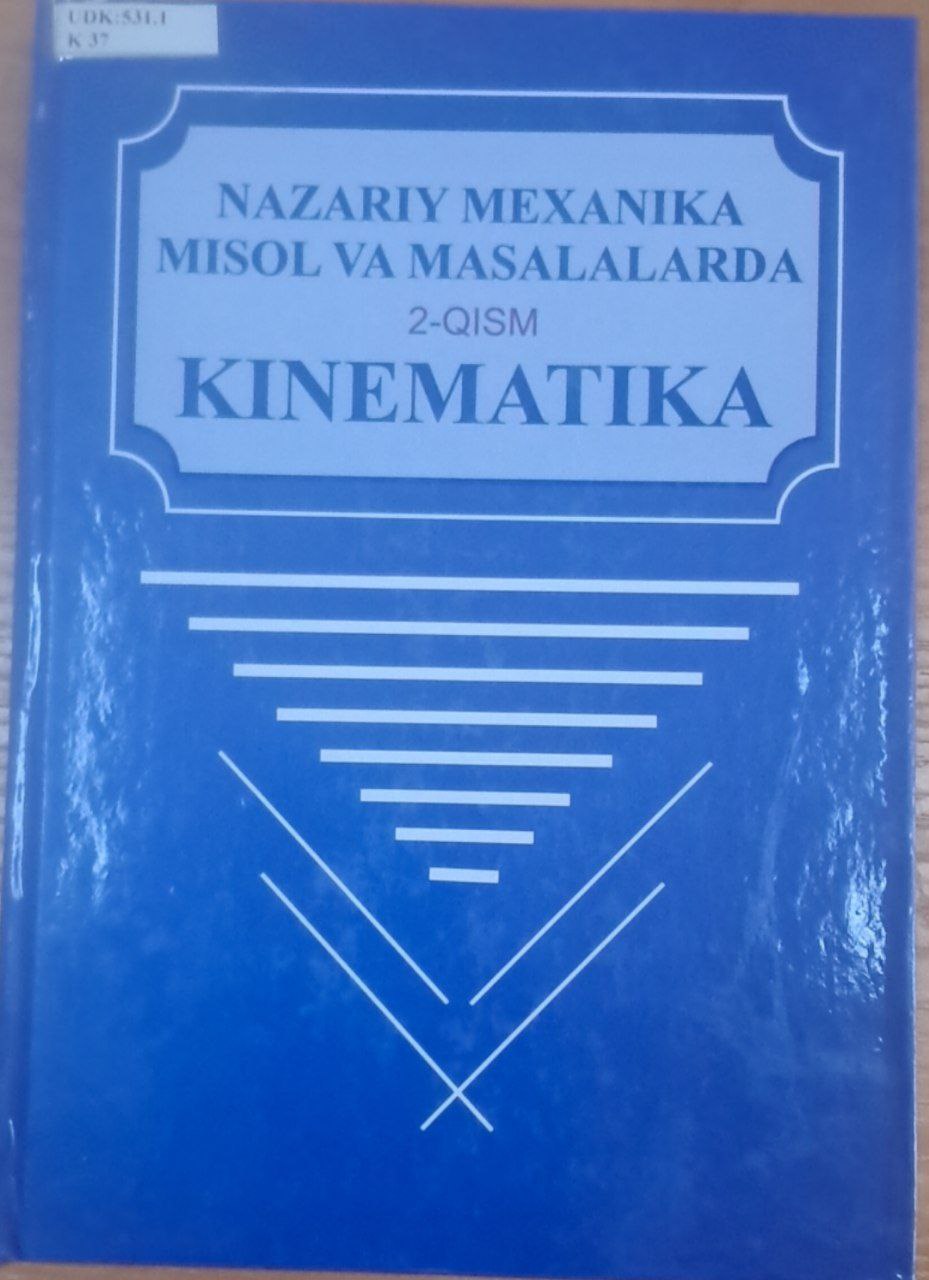 UDK:531,1
K 37
NAZARIY MEXANIKA
MISOL VA MASALALARDA
2-QISM
KINEMATIKA